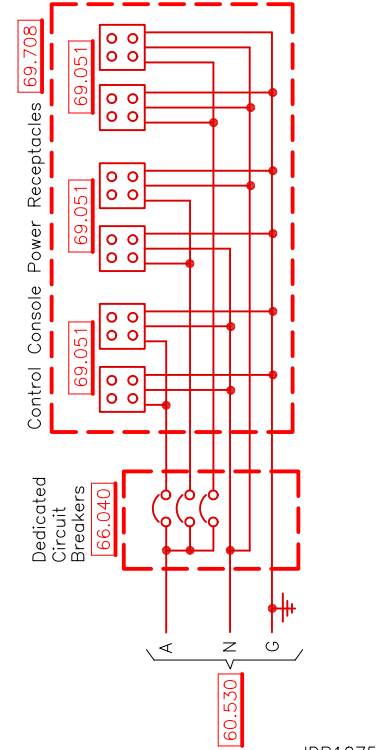 69.708
Control Console Power Receptacles
69.051
69.051
69.051
Dedicated
Circuit
Breakers
66.040
A
N
G
60.530